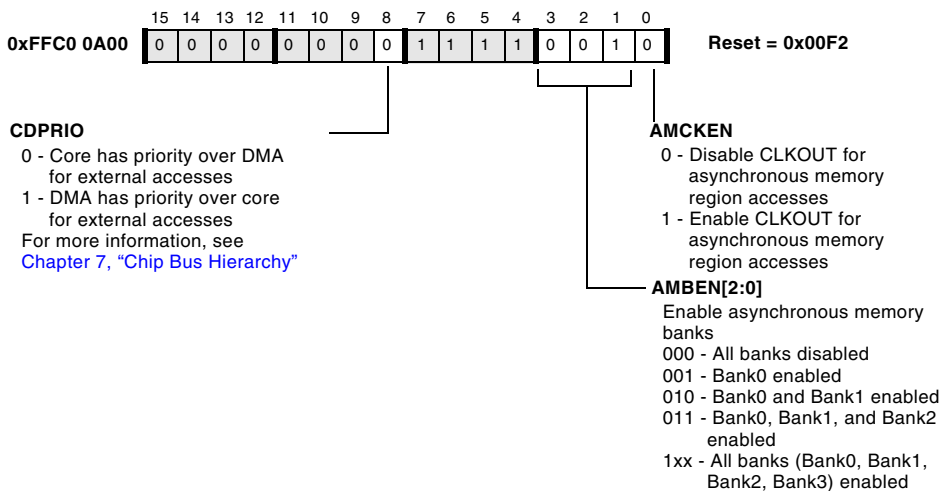 15 14 13 12 11 10 9 8 7 6 5 4 3 2 1 0
0xFFC0 0A00 0 0 0 0 0 0 0 0 1 1 1 1 0 0 1 0 Reset = 0x00F2
CDPRIO
0 - Core has priority over DMA
for external accesses
1 - DMA has priority over core
for external accesses
For more information, see
Chapter 7, “Chip Bus Hierarchy”
AMCKEN
0 - Disable CLKOUT for
asynchronous memory
region accesses
1 - Enable CLKOUT for
asynchronous memory
region accesses
AMBEN[2:0]
Enable asynchronous memory
banks
000 - All banks disabled
001 - Bank0 enabled
010 - Bank0 and Bank1 enabled
011 - Bank0, Bank1, and Bank2
enabled
1xx - All banks (Bank0, Bank1,
Bank2, Bank3) enabled